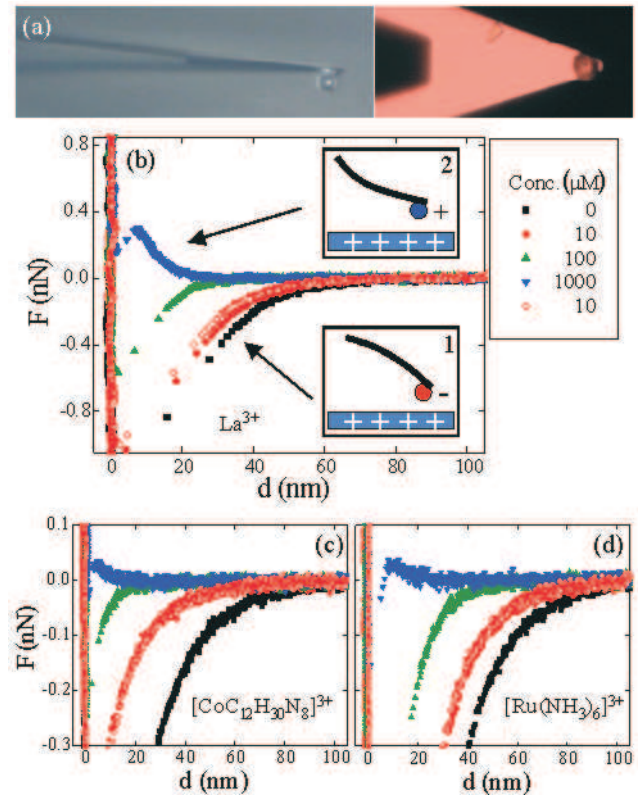 (a)
(b)
F (nN)
0.8
0.4
0.0
-0.4
-0.8
2
+
+ + + +
1
-
+ + + +
La³⁺
0 20 40 60 80 100
d (nm)
Conc. (μM)
0
10
100
1000
10
(c)
F (nN)
0.1
0.0
-0.1
-0.2
-0.3
[CoC₁₂H₃₀N₈]³⁺
0 20 40 60 80 100
d (nm)
(d)
[Ru(NH₃)₆]³⁺
0 20 40 60 80 100
d (nm)